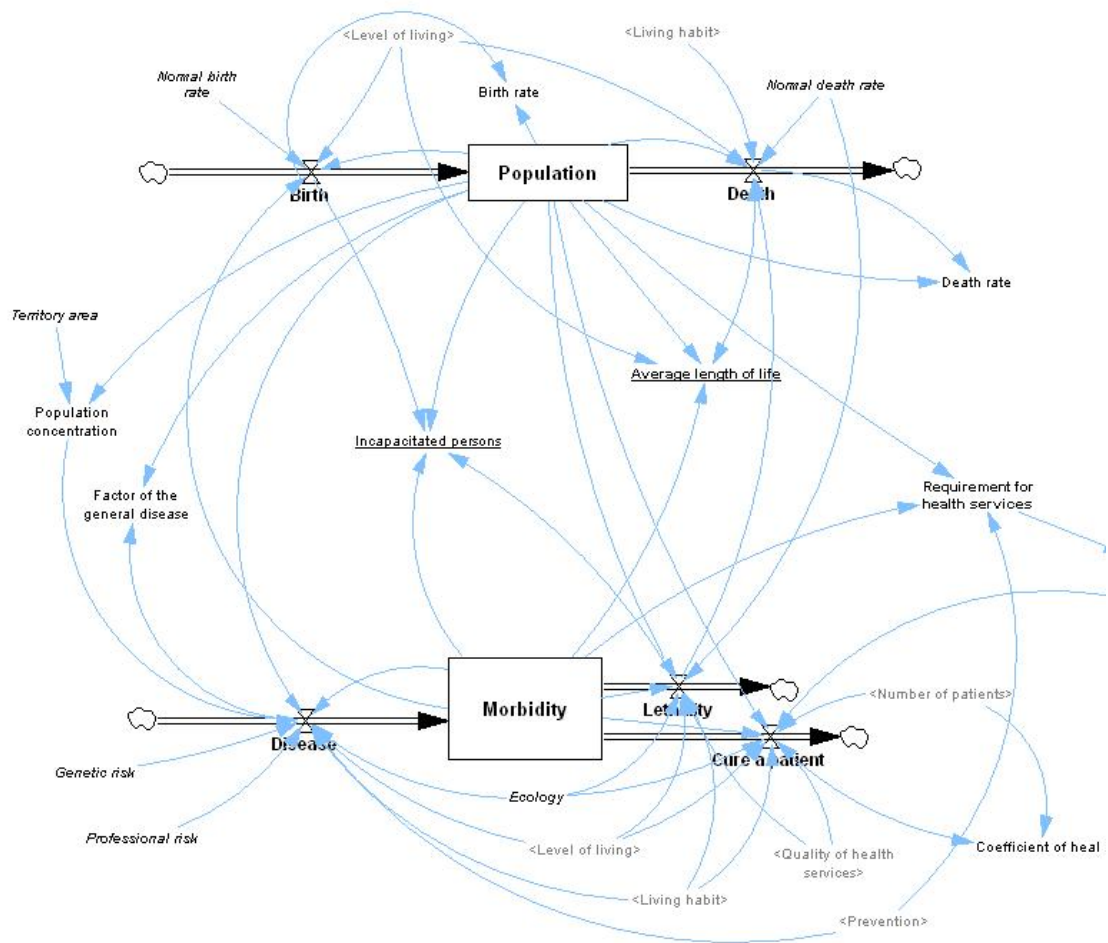 <Level of living>
<Living habit>
Normal birth
rate
Birth rate
Normal death rate
Population
Birth
Death
Death rate
Territory area
Average length of life
Population
concentration
Incapacitated persons
Factor of the
general disease
Requirement for
health services
<Number of patients>
Morbidity
Lethality
Disease
Cure a patient
Genetic risk
Ecology
Professional risk
<Level of living>
<Quality of health
services>
Coefficient of heal
<Living habit>
<Prevention>